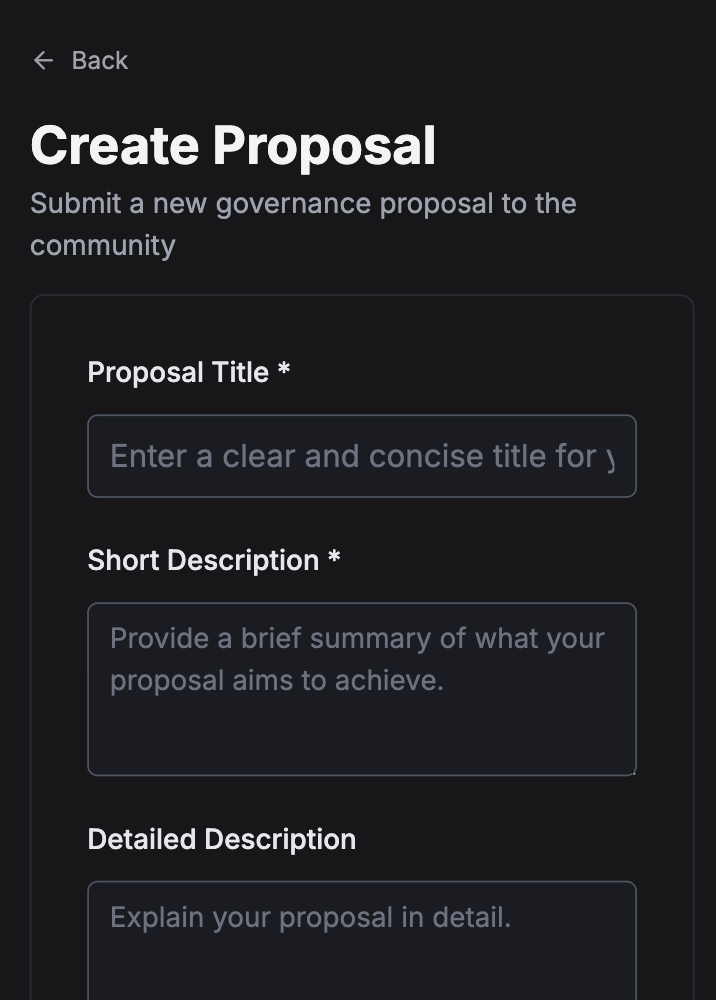 Back
Create Proposal
Submit a new governance proposal to the
community
Proposal Title *
Enter a clear and concise title for
Short Description *
Provide a brief summary of what your
proposal aims to achieve.
Detailed Description
Explain your proposal in detail.